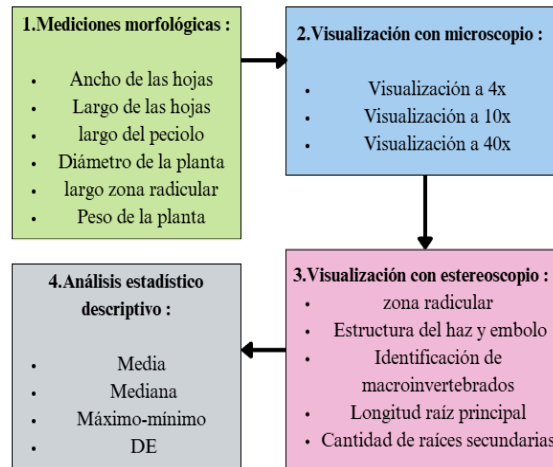 1.Mediciones morfológicas :
• Ancho de las hojas
• Largo de las hojas
• largo del peciolo
• Diámetro de la planta
• largo zona radicular
• Peso de la planta
2.Visualización con microscopio :
• Visualización a 4x
• Visualización a 10x
• Visualización a 40x
3.Visualización con estereoscopio :
• zona radicular
• Estructura del haz y embolo
• Identificación de
macroinvertebrados
• Longitud raíz principal
• Cantidad de raíces secundarias
4.Análisis estadístico
descriptivo :
• Media
• Mediana
• Máximo-mínimo
• DE